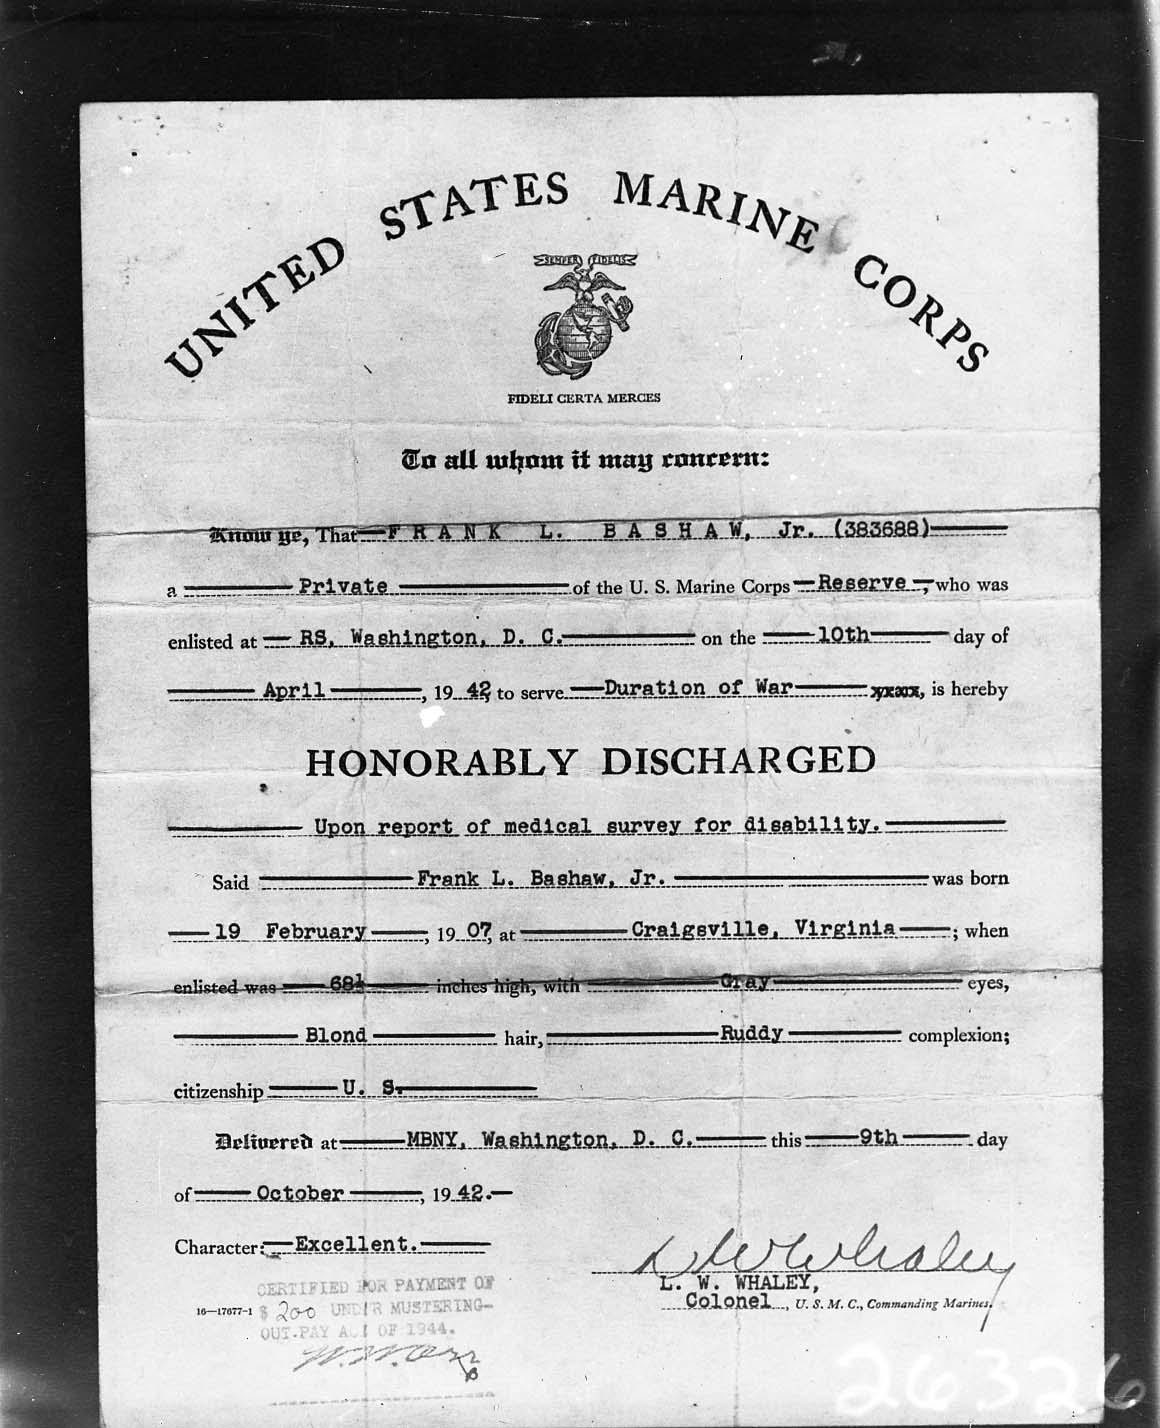 UNITED STATES MARINE CORPS
SEMPER FIDELIS
FIDELI CERTA MERCES
To all whom it may concern:
Know ye, That FRANK L. BASHAW, Jr. (383688)
a Private of the U. S. Marine Corps Reserve, who was
enlisted at RS, Washington, D. C. on the 10th day of
April, 1942, to serve Duration of War xxxxx, is hereby
HONORABLY DISCHARGED
Upon report of medical survey for disability.
Said Frank L. Bashaw, Jr. was born
19 February, 1907, at Craigsville, Virginia; when
enlisted was 68½ inches high, with Gray eyes,
Blond hair, Ruddy complexion;
citizenship U. S.
Delivered at MBNY, Washington, D. C. this 9th day
of October, 1942.
Character: Excellent.
L W Whaley
L. W. WHALEY,
Colonel, U. S. M. C., Commanding Marines.
CERTIFIED FOR PAYMENT OF
16—17677-1 $ 200 UNDER MUSTERING-
OUT.PAY ACT OF 1944.
26326